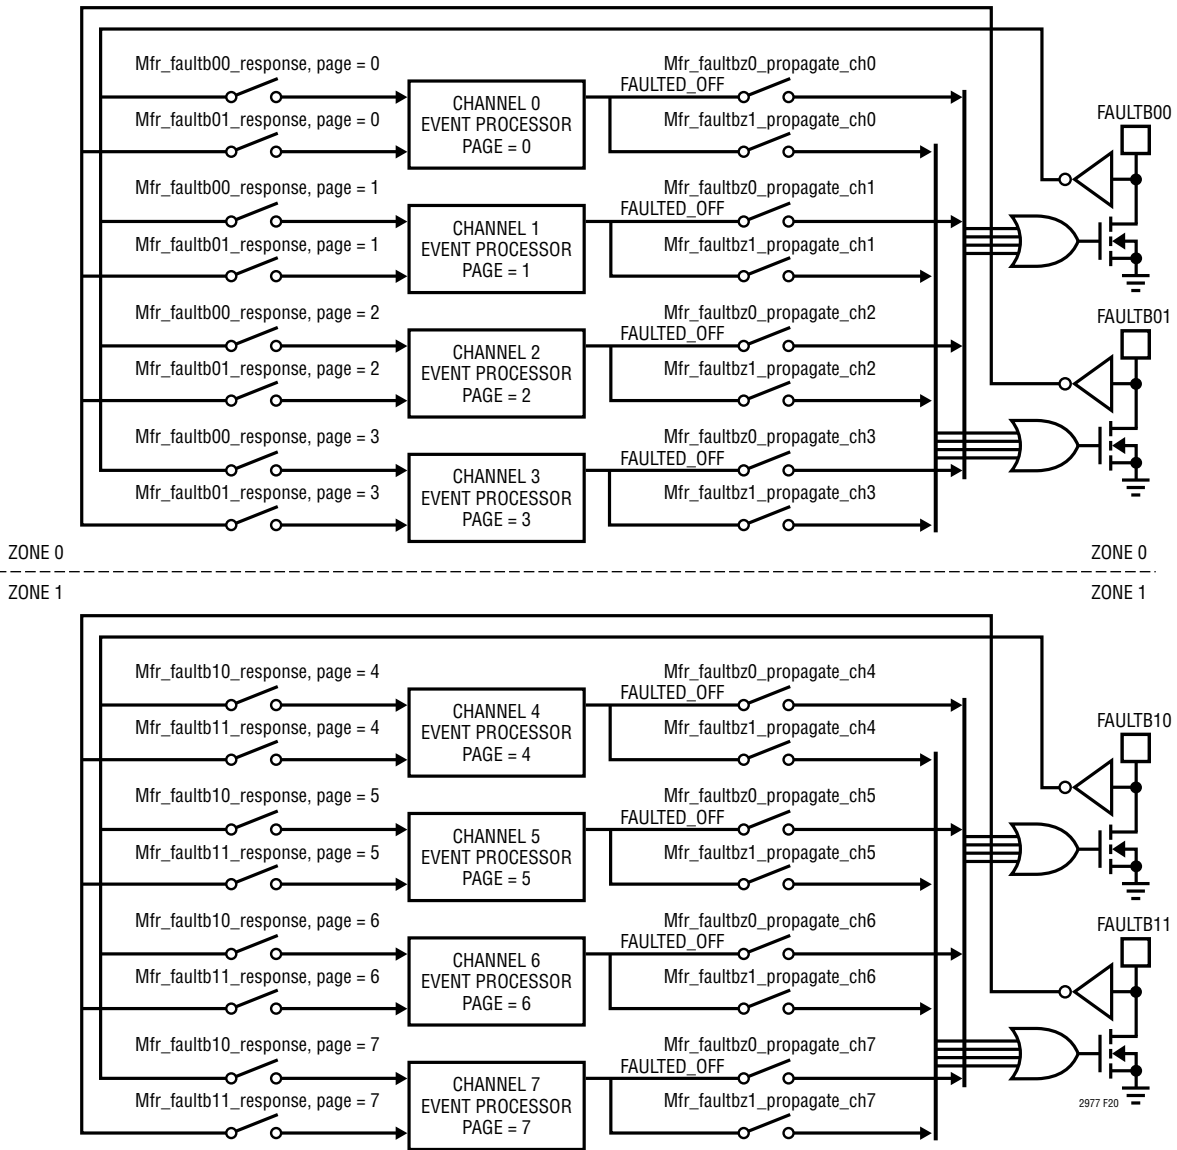 Mfr_faultb00_response, page = 0
Mfr_faultbz0_propagate_ch0
FAULTED_OFF
CHANNEL 0
EVENT PROCESSOR
PAGE = 0
Mfr_faultb01_response, page = 0
Mfr_faultbz1_propagate_ch0
FAULTB00
Mfr_faultb00_response, page = 1
Mfr_faultbz0_propagate_ch1
FAULTED_OFF
CHANNEL 1
EVENT PROCESSOR
PAGE = 1
Mfr_faultb01_response, page = 1
Mfr_faultbz1_propagate_ch1
Mfr_faultb00_response, page = 2
Mfr_faultbz0_propagate_ch2
FAULTED_OFF
FAULTB01
CHANNEL 2
EVENT PROCESSOR
PAGE = 2
Mfr_faultb01_response, page = 2
Mfr_faultbz1_propagate_ch2
Mfr_faultb00_response, page = 3
Mfr_faultbz0_propagate_ch3
FAULTED_OFF
CHANNEL 3
EVENT PROCESSOR
PAGE = 3
Mfr_faultb01_response, page = 3
Mfr_faultbz1_propagate_ch3
ZONE 0
ZONE 0
ZONE 1
ZONE 1
Mfr_faultb10_response, page = 4
Mfr_faultbz0_propagate_ch4
FAULTED_OFF
CHANNEL 4
EVENT PROCESSOR
PAGE = 4
Mfr_faultb11_response, page = 4
Mfr_faultbz1_propagate_ch4
FAULTB10
Mfr_faultb10_response, page = 5
Mfr_faultbz0_propagate_ch5
FAULTED_OFF
CHANNEL 5
EVENT PROCESSOR
PAGE = 5
Mfr_faultb11_response, page = 5
Mfr_faultbz1_propagate_ch5
Mfr_faultb10_response, page = 6
Mfr_faultbz0_propagate_ch6
FAULTED_OFF
FAULTB11
CHANNEL 6
EVENT PROCESSOR
PAGE = 6
Mfr_faultb11_response, page = 6
Mfr_faultbz1_propagate_ch6
Mfr_faultb10_response, page = 7
Mfr_faultbz0_propagate_ch7
FAULTED_OFF
CHANNEL 7
EVENT PROCESSOR
PAGE = 7
Mfr_faultb11_response, page = 7
Mfr_faultbz1_propagate_ch7
2977 F20